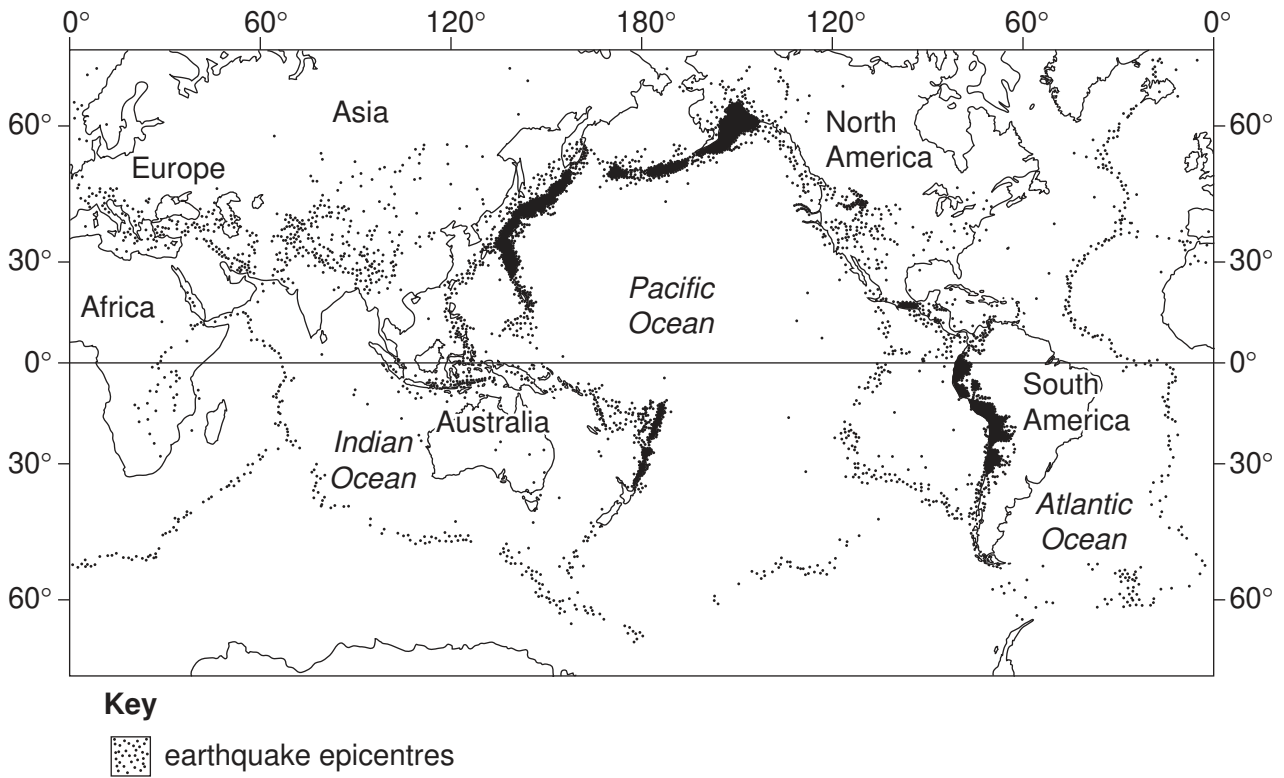 0° 60° 120° 180° 120° 60° 0°
Asia
North
America
60° 60°
Europe
30° 30°
Africa
Pacific
Ocean
0° 0°
South
America
Australia
Indian
Ocean
30° 30°
Atlantic
Ocean
60° 60°
Key
earthquake epicentres